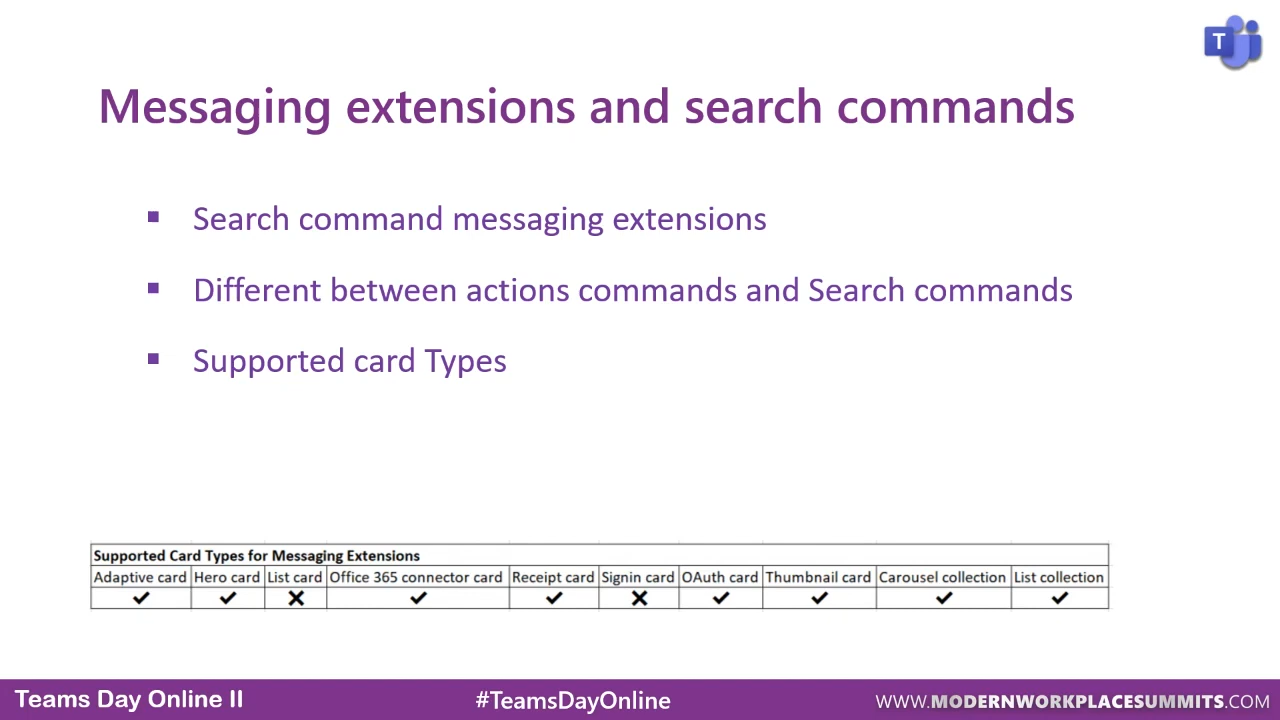 T
Messaging extensions and search commands
▪ Search command messaging extensions
▪ Different between actions commands and Search commands
▪ Supported card Types
Supported Card Types for Messaging Extensions
Adaptive card Hero card List card Office 365 connector card Receipt card Signin card OAuth card Thumbnail card Carousel collection List collection
✔ ✔ ✖ ✔ ✔ ✖ ✔ ✔ ✔ ✔
Teams Day Online II #TeamsDayOnline WWW.MODERNWORKPLACESUMMITS.COM